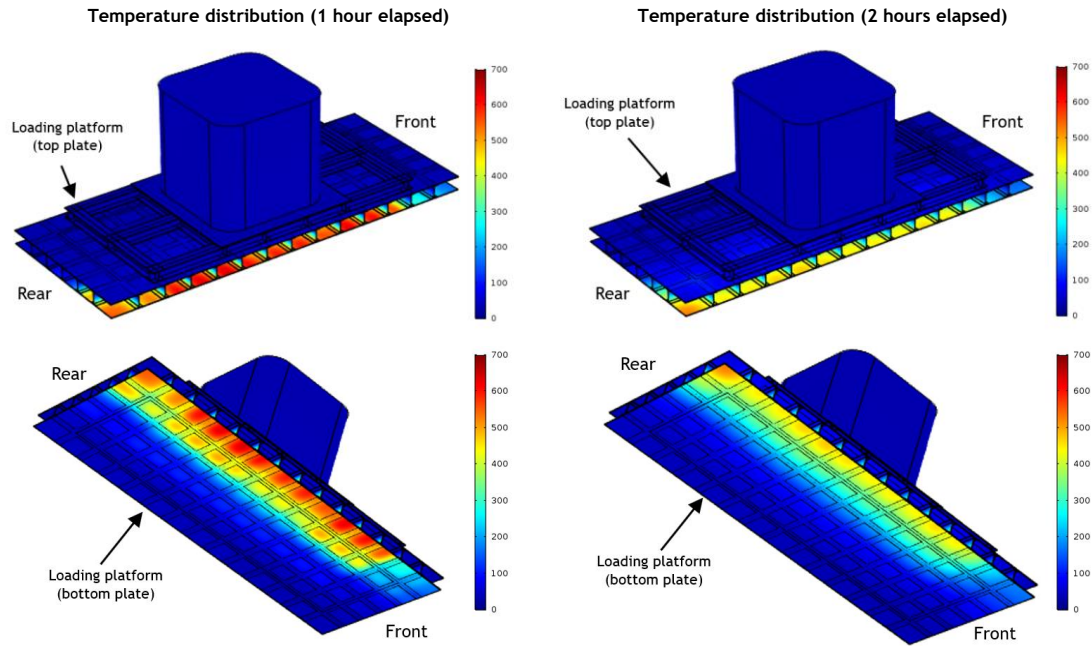 Temperature distribution (1 hour elapsed)
Temperature distribution (2 hours elapsed)
Loading platform
(top plate)
Front
Rear
700
600
500
400
300
200
100
0
Loading platform
(top plate)
Front
Rear
700
600
500
400
300
200
100
0
Rear
Loading platform
(bottom plate)
Front
700
600
500
400
300
200
100
0
Rear
Loading platform
(bottom plate)
Front
700
600
500
400
300
200
100
0